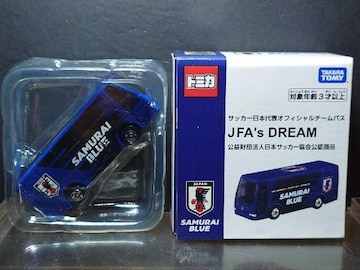 SAMURAI
BLUE
トミカ
TAKARA
TOMY
対象年齢3才以上
サッカー日本代表オフィシャルチームバス
JFA's DREAM
公益財団法人日本サッカー協会公認商品
JAPAN
JFA
SAMURAI
BLUE
SAMURAI
BLUE